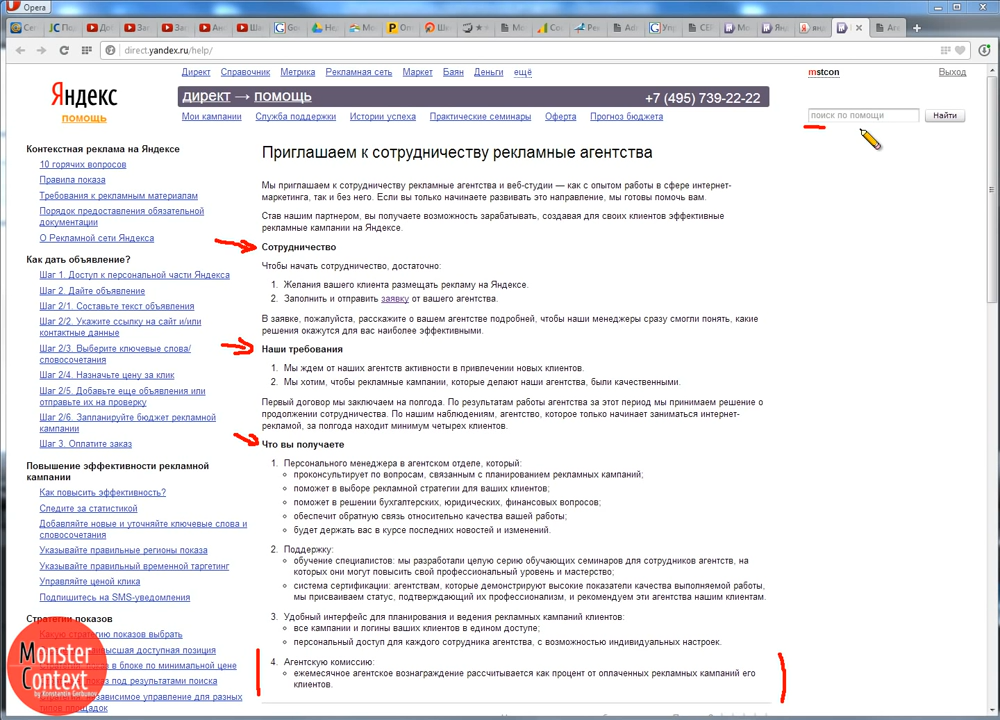 Opera
direct.yandex.ru/help/
Директ Справочник Метрика Рекламная сеть Маркет Баян Деньги ещё
mstcon
Выход
Яндекс
помощь
директ → помощь
+7 (495) 739-22-22
Мои кампании Служба поддержки Истории успеха Практические семинары Оферта Прогноз бюджета
поиск по помощи
Найти
Контекстная реклама на Яндексе
10 горячих вопросов
Правила показа
Требования к рекламным материалам
Порядок предоставления обязательной
документации
О Рекламной сети Яндекса
Как дать объявление?
Шаг 1. Доступ к персональной части Яндекса
Шаг 2. Дайте объявление
Шаг 2/1. Составьте текст объявления
Шаг 2/2. Укажите ссылку на сайт и/или
контактные данные
Шаг 2/3. Выберите ключевые слова/
словосочетания
Шаг 2/4. Назначьте цену за клик
Шаг 2/5. Добавьте еще объявления или
отправьте их на проверку
Шаг 2/6. Запланируйте бюджет рекламной
кампании
Шаг 3. Оплатите заказ
Повышение эффективности рекламной
кампании
Как повысить эффективность?
Следите за статистикой
Добавляйте новые и уточняйте ключевые слова и
словосочетания
Указывайте правильные регионы показа
Указывайте правильный временной таргетинг
Управляйте ценой клика
Подпишитесь на SMS-уведомления
Стратегии показов
Какую стратегию показов выбрать
высшая доступная позиция
в блоке по минимальной цене
показ под результатами поиска
независимое управление для разных
типов площадок
Monster
Context
by Konstantin Gorbunov
Приглашаем к сотрудничеству рекламные агентства
Мы приглашаем к сотрудничеству рекламные агентства и веб-студии — как с опытом работы в сфере интернет-
маркетинга, так и без него. Если вы только начинаете развивать это направление, мы готовы помочь вам.
Став нашим партнером, вы получаете возможность зарабатывать, создавая для своих клиентов эффективные
рекламные кампании на Яндексе.
Сотрудничество
Чтобы начать сотрудничество, достаточно:
1. Желания вашего клиента размещать рекламу на Яндексе.
2. Заполнить и отправить заявку от вашего агентства.
В заявке, пожалуйста, расскажите о вашем агентстве подробней, чтобы наши менеджеры сразу смогли понять, какие
решения окажутся для вас наиболее эффективными.
Наши требования
1. Мы ждем от наших агентств активности в привлечении новых клиентов.
2. Мы хотим, чтобы рекламные кампании, которые делают наши агентства, были качественными.
Первый договор мы заключаем на полгода. По результатам работы агентства за этот период мы принимаем решение о
продолжении сотрудничества. По нашим наблюдениям, агентство, которое только начинает заниматься интернет-
рекламой, за полгода находит минимум четырех клиентов.
Что вы получаете
1. Персонального менеджера в агентском отделе, который:
проконсультирует по вопросам, связанным с планированием рекламных кампаний;
поможет в выборе рекламной стратегии для ваших клиентов;
поможет в решении бухгалтерских, юридических, финансовых вопросов;
обеспечит обратную связь относительно качества вашей работы;
будет держать вас в курсе последних новостей и изменений.
2. Поддержку:
обучение специалистов: мы разработали целую серию обучающих семинаров для сотрудников агентств, на
которых они могут повысить свой профессиональный уровень и мастерство;
система сертификации: агентствам, которые демонстрируют высокие показатели качества выполняемой работы,
мы присваиваем статус, подтверждающий их профессионализм, и рекомендуем эти агентства нашим клиентам.
3. Удобный интерфейс для планирования и ведения рекламных кампаний клиентов:
все кампании и логины ваших клиентов в едином доступе;
персональный доступ для каждого сотрудника агентства, с возможностью индивидуальных настроек.
4. Агентскую комиссию:
ежемесячное агентское вознаграждение рассчитывается как процент от оплаченных рекламных кампаний его
клиентов.